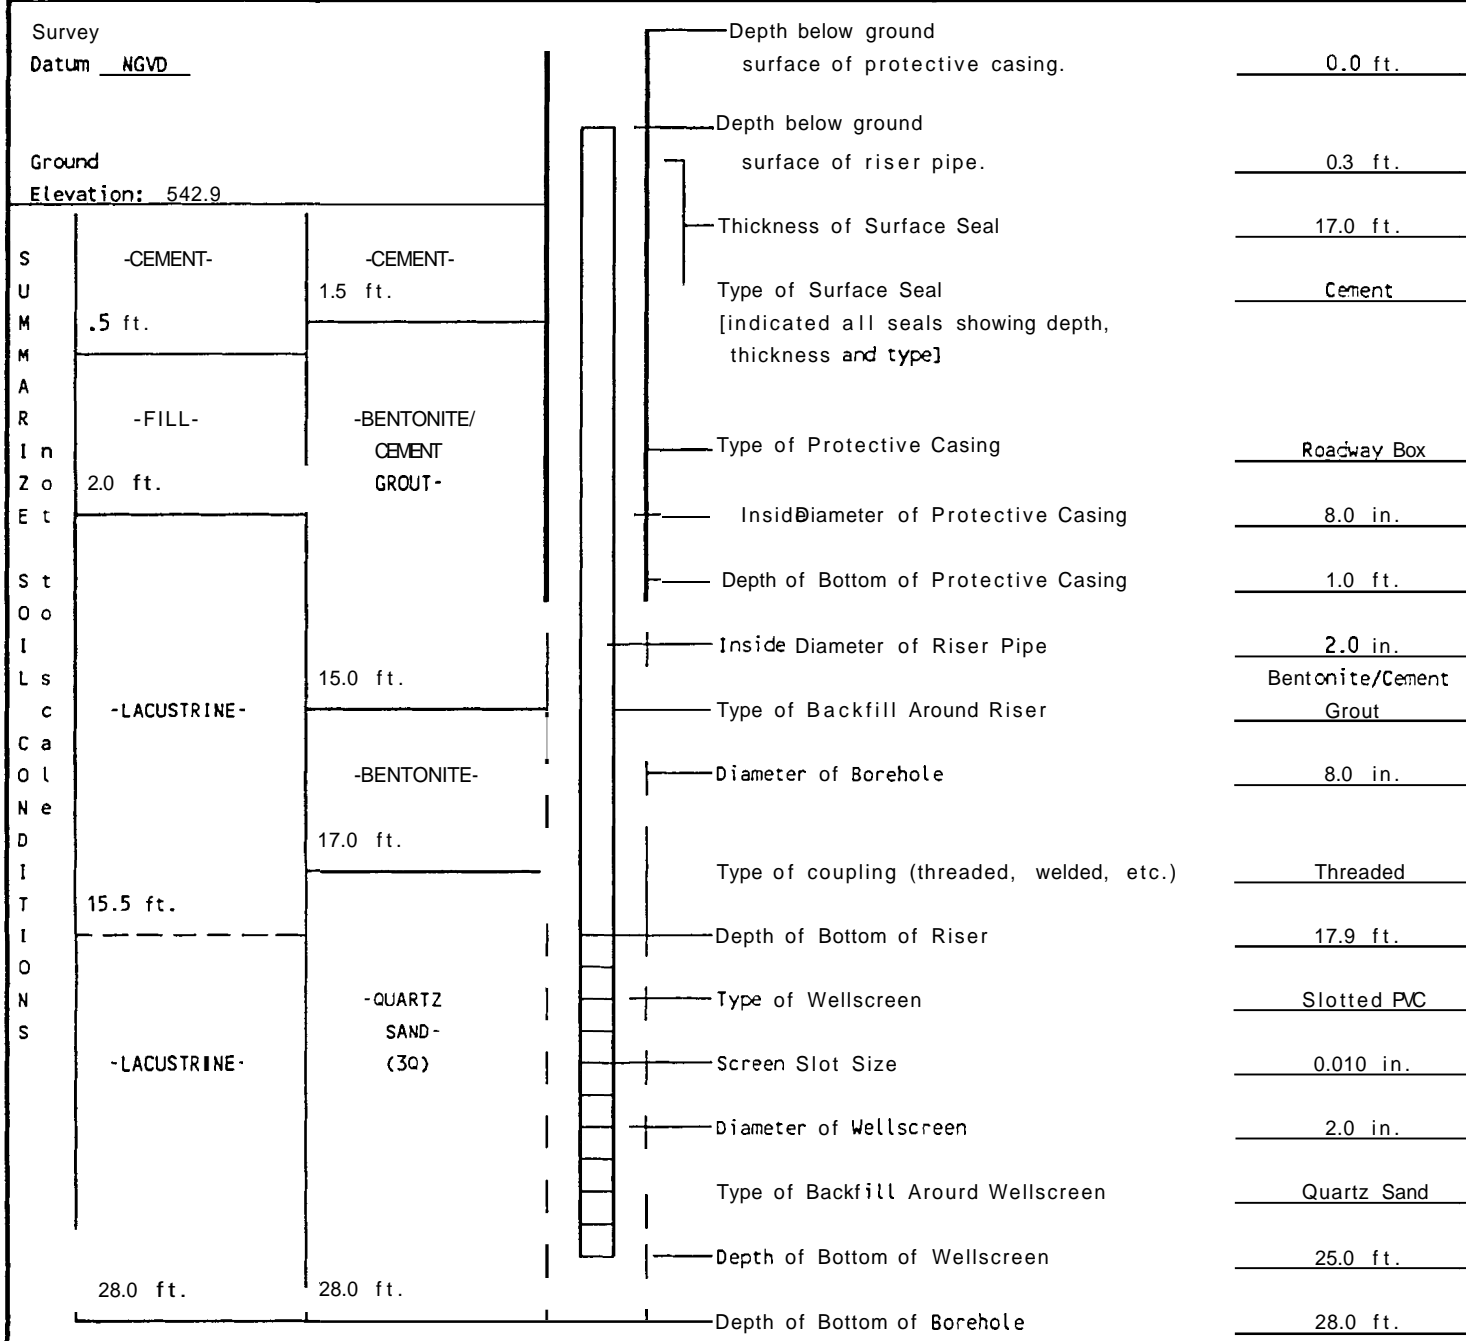 Survey
Datum NGVD
Ground
Elevation: 542.9
SUMMARIZE SOIL CONDITIONS
not to scale
-CEMENT-
.5 ft.
-FILL-
2.0 ft.
-LACUSTRINE-
15.5 ft.
-LACUSTRINE-
28.0 ft.
-CEMENT-
1.5 ft.
-BENTONITE/
CEMENT
GROUT-
15.0 ft.
-BENTONITE-
17.0 ft.
-QUARTZ
SAND-
(3Q)
28.0 ft.
Depth below ground
surface of protective casing. 0.0 ft.
Depth below ground
surface of riser pipe. 0.3 ft.
Thickness of Surface Seal 17.0 ft.
Type of Surface Seal Cement
[indicated all seals showing depth,
thickness and type]
Type of Protective Casing Roadway Box
Inside Diameter of Protective Casing 8.0 in.
Depth of Bottom of Protective Casing 1.0 ft.
Inside Diameter of Riser Pipe 2.0 in.
Bentonite/Cement
Type of Backfill Around Riser Grout
Diameter of Borehole 8.0 in.
Type of coupling (threaded, welded, etc.) Threaded
Depth of Bottom of Riser 17.9 ft.
Type of Wellscreen Slotted PVC
Screen Slot Size 0.010 in.
Diameter of Wellscreen 2.0 in.
Type of Backfill Arourd Wellscreen Quartz Sand
Depth of Bottom of Wellscreen 25.0 ft.
Depth of Bottom of Borehole 28.0 ft.